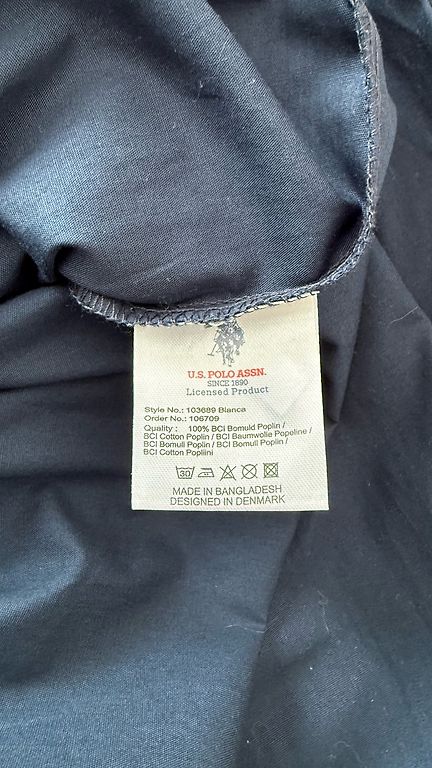 U.S. POLO ASSN.
SINCE 1890
Licensed Product
Style No.: 103689 Bianca
Order No.: 106709
Quality : 100% BCI Bomuld Poplin /
BCI Cotton Poplin / BCI Baumwolle Popeline /
BCI Bomull Poplin / BCI Bomull Poplin /
BCI Cotton Popliini
30
MADE IN BANGLADESH
DESIGNED IN DENMARK